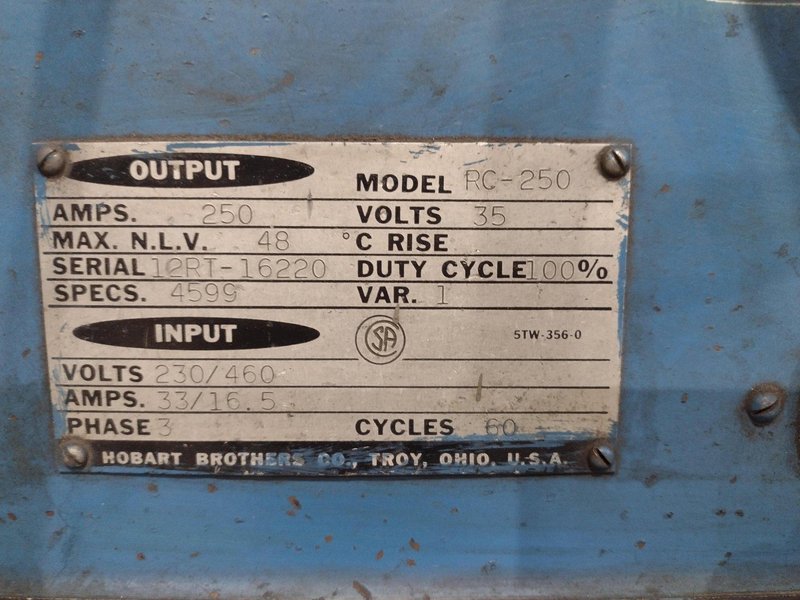 OUTPUT
MODEL RC-250
AMPS. 250 VOLTS 35
MAX. N.L.V. 48 °C RISE
SERIAL 12RT-16220 DUTY CYCLE 100%
SPECS. 4599 VAR. 1
INPUT SA 5TW-356-0
VOLTS 230/460
AMPS. 33/16.5
PHASE 3 CYCLES 60
HOBART BROTHERS CO., TROY, OHIO, U.S.A.